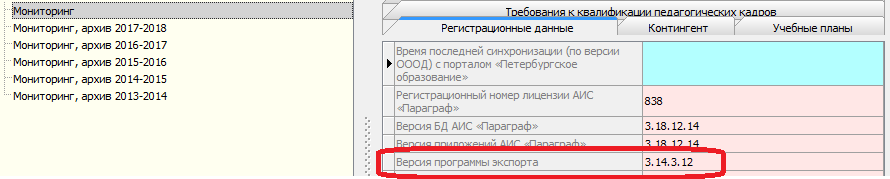 Мониторинг
Мониторинг, архив 2017-2018
Мониторинг, архив 2016-2017
Мониторинг, архив 2015-2016
Мониторинг, архив 2014-2015
Мониторинг, архив 2013-2014
Требования к квалификации педагогических кадров
Регистрационные данные
Контингент
Учебные планы
Время последней синхронизации (по версии
ОООД) с порталом «Петербургское
образование»
Регистрационный номер лицензии АИС
«Параграф»
838
Версия БД АИС «Параграф»
3.18.12.14
Версия приложений АИС «Параграф»
3.18.12.14
Версия программы экспорта
3.14.3.12